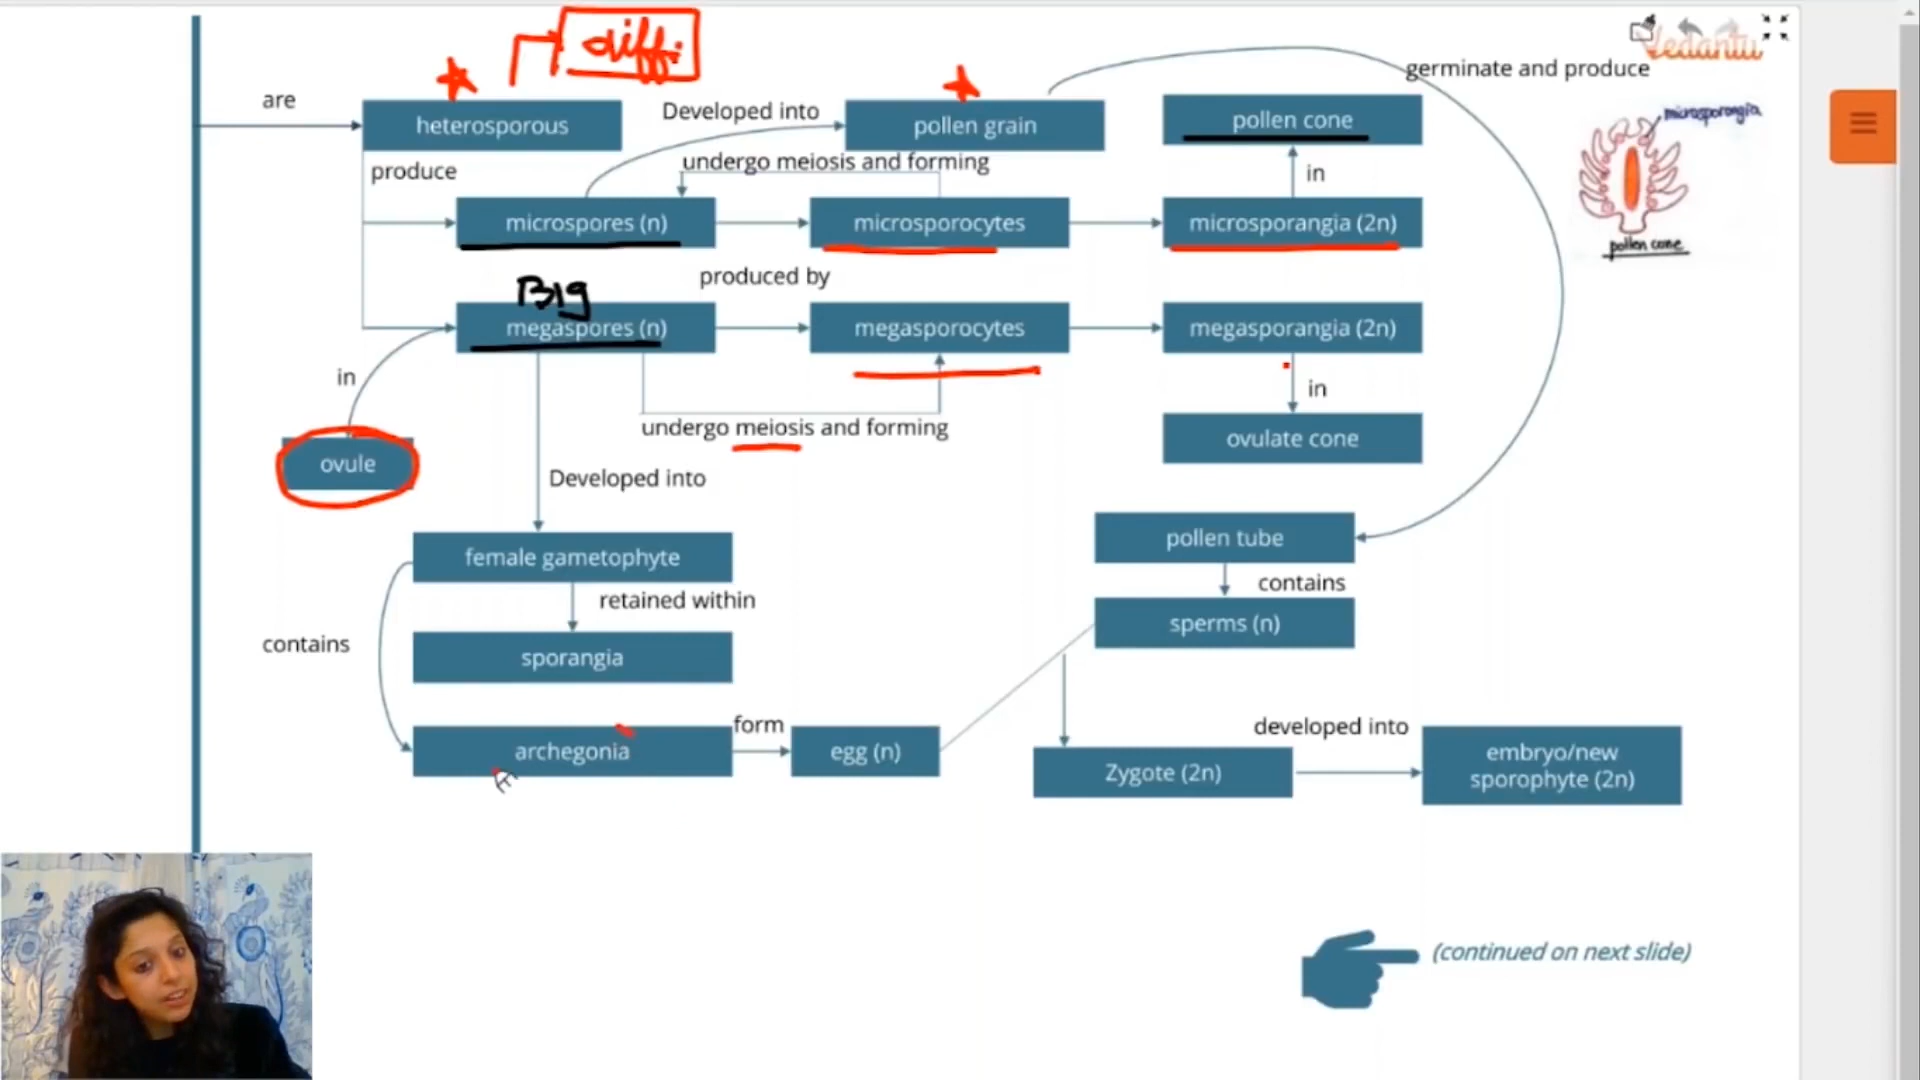 diff.
Vedantu
germinate and produce
are
heterosporous
Developed into
pollen grain
pollen cone
microsporangia
undergo meiosis and forming
produce
in
microspores (n)
microsporocytes
microsporangia (2n)
pollen cone
produced by
Big
megaspores (n)
megasporocytes
megasporangia (2n)
in
in
undergo meiosis and forming
ovulate cone
ovule
Developed into
female gametophyte
pollen tube
retained within
contains
contains
sporangia
sperms (n)
form
developed into
archegonia
egg (n)
Zygote (2n)
embryo/new
sporophyte (2n)
(continued on next slide)